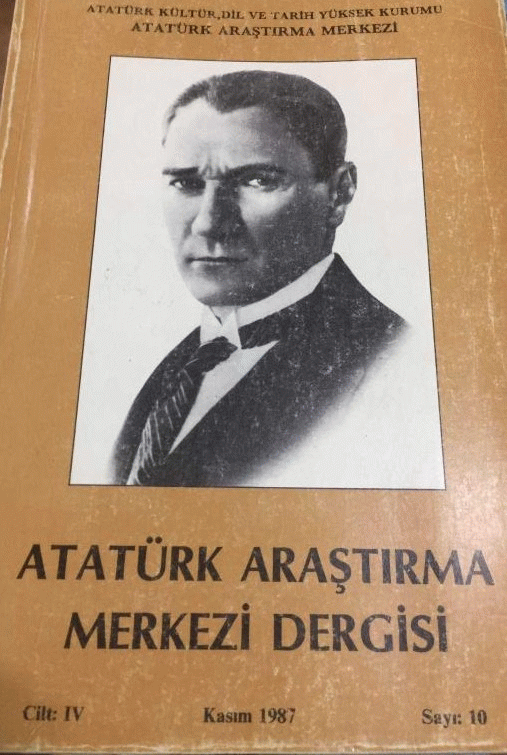 ATATÜRK KÜLTÜR,DİL VE TARİH YÜKSEK KURUMU
ATATÜRK ARAŞTIRMA MERKEZİ
ATATÜRK ARAŞTIRMA
MERKEZİ DERGİSİ
Cilt: IV Kasım 1987 Sayı: 10